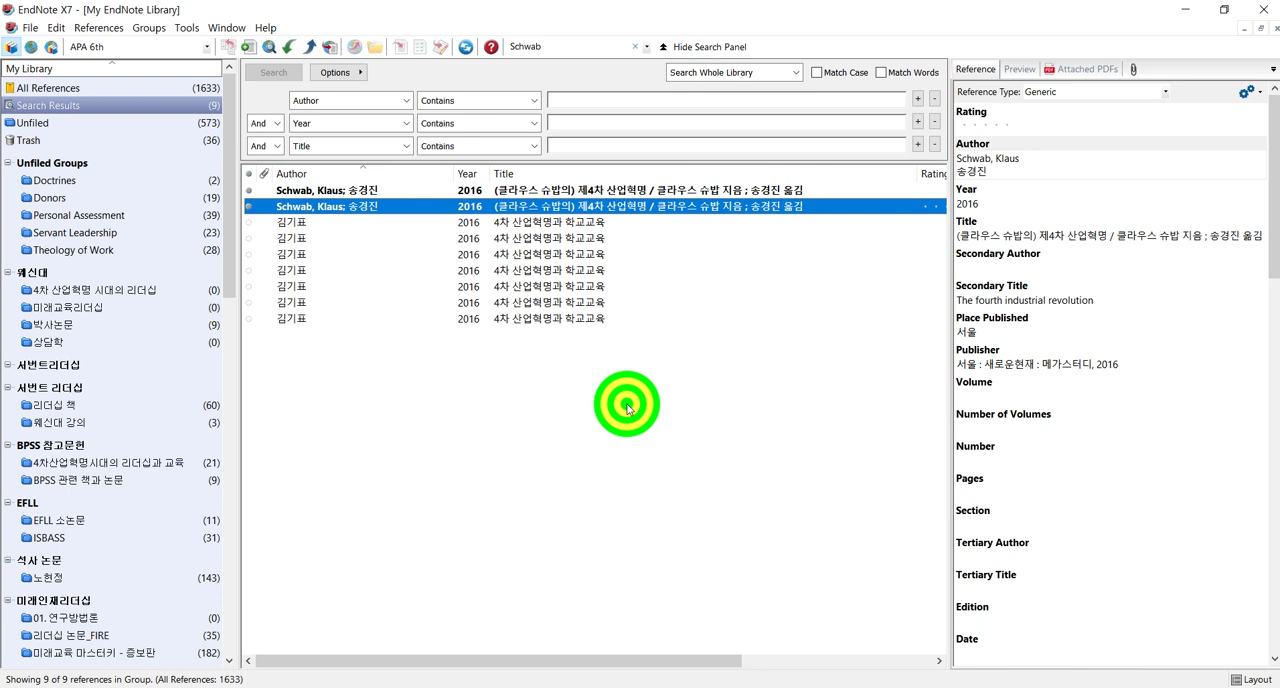 EndNote X7 - [My EndNote Library]
File Edit References Groups Tools Window Help
APA 6th
Schwab
Hide Search Panel
My Library
All References (1633)
Search Results (9)
Unfiled (573)
Trash (36)
Unfiled Groups
Doctrines (2)
Donors (19)
Personal Assessment (39)
Servant Leadership (23)
Theology of Work (28)
웨신대
4차 산업혁명 시대의 리더십 (0)
미래교육리더십 (0)
박사논문 (9)
상담학 (0)
서번트리더십
서번트 리더십
리더십 책 (60)
웨신대 강의 (3)
BPSS 참고문헌
4차산업혁명시대의 리더십과 교육 (21)
BPSS 관련 책과 논문 (9)
EFLL
EFLL 소논문 (11)
ISBASS (31)
석사 논문
노현정 (143)
미래인재리더십
01. 연구방법론 (0)
리더십 논문_FIRE (35)
미래교육 마스터키 - 증보판 (182)
Search Options Search Whole Library Match Case Match Words
Author Contains + -
And Year Contains + -
And Title Contains + -
Author Year Title Rating
Schwab, Klaus; 송경진 2016 (클라우스 슈밥의) 제4차 산업혁명 / 클라우스 슈밥 지음 ; 송경진 옮김
Schwab, Klaus; 송경진 2016 (클라우스 슈밥의) 제4차 산업혁명 / 클라우스 슈밥 지음 ; 송경진 옮김
김기표 2016 4차 산업혁명과 학교교육
김기표 2016 4차 산업혁명과 학교교육
김기표 2016 4차 산업혁명과 학교교육
김기표 2016 4차 산업혁명과 학교교육
김기표 2016 4차 산업혁명과 학교교육
김기표 2016 4차 산업혁명과 학교교육
김기표 2016 4차 산업혁명과 학교교육
Reference Preview Attached PDFs
Reference Type: Generic
Rating
Author
Schwab, Klaus
송경진
Year
2016
Title
(클라우스 슈밥의) 제4차 산업혁명 / 클라우스 슈밥 지음 ; 송경진 옮김
Secondary Author
Secondary Title
The fourth industrial revolution
Place Published
서울
Publisher
서울 : 새로운현재 : 메가스터디, 2016
Volume
Number of Volumes
Number
Pages
Section
Tertiary Author
Tertiary Title
Edition
Date
Showing 9 of 9 references in Group. (All References: 1633)
Layout